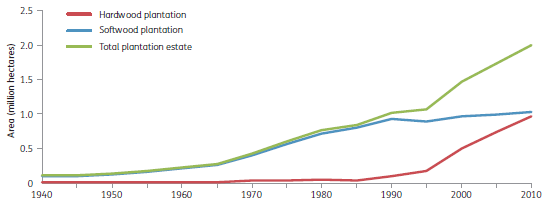 Hardwood plantation
Softwood plantation
Total plantation estate
Area (million hectares)
2.5
2.0
1.5
1.0
0.5
0
1940 1950 1960 1970 1980 1990 2000 2010